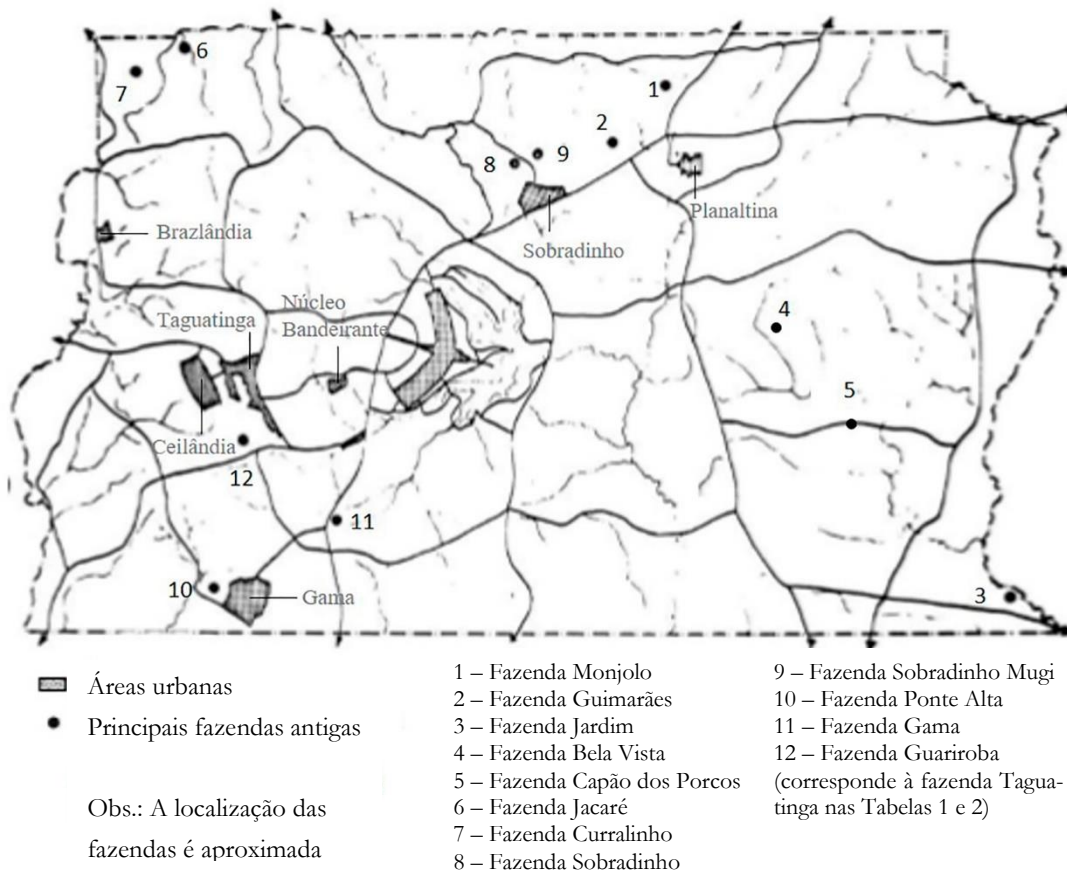 6
7
1
2
8
9
Planaltina
Brazlândia
Sobradinho
Núcleo
Taguatinga
Bandeirante
4
5
Ceilândia
12
11
10
Gama
3
Áreas urbanas
Principais fazendas antigas
Obs.: A localização das
fazendas é aproximada
1 – Fazenda Monjolo
2 – Fazenda Guimarães
3 – Fazenda Jardim
4 – Fazenda Bela Vista
5 – Fazenda Capão dos Porcos
6 – Fazenda Jacaré
7 – Fazenda Curralinho
8 – Fazenda Sobradinho
9 – Fazenda Sobradinho Mugi
10 – Fazenda Ponte Alta
11 – Fazenda Gama
12 – Fazenda Guariroba
(corresponde à fazenda Tagua-
tinga nas Tabelas 1 e 2)